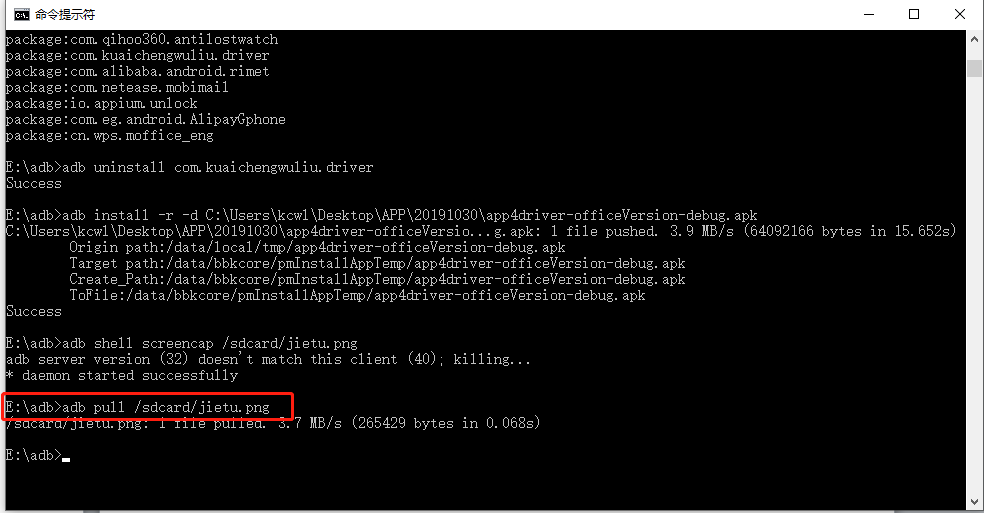 命令提示符
package:com.qihoo360.antilostwatch
package:com.kuaichengwuliu.driver
package:com.alibaba.android.rimet
package:com.netease.mobimail
package:io.appium.unlock
package:com.eg.android.AlipayGphone
package:cn.wps.moffice_eng
E:\adb>adb uninstall com.kuaichengwuliu.driver
Success
E:\adb>adb install -r -d C:\Users\kcwl\Desktop\APP\20191030\app4driver-officeVersion-debug.apk
C:\Users\kcwl\Desktop\APP\20191030\app4driver-officeVersio...g.apk: 1 file pushed. 3.9 MB/s (64092166 bytes in 15.652s)
Origin path:/data/local/tmp/app4driver-officeVersion-debug.apk
Target path:/data/bbkcore/pmInstallAppTemp/app4driver-officeVersion-debug.apk
Create_Path:/data/bbkcore/pmInstallAppTemp/app4driver-officeVersion-debug.apk
ToFile:/data/bbkcore/pmInstallAppTemp/app4driver-officeVersion-debug.apk
Success
E:\adb>adb shell screencap /sdcard/jietu.png
adb server version (32) doesn't match this client (40); killing...
* daemon started successfully
E:\adb>adb pull /sdcard/jietu.png
/sdcard/jietu.png: 1 file pulled. 3.7 MB/s (265429 bytes in 0.068s)
E:\adb>